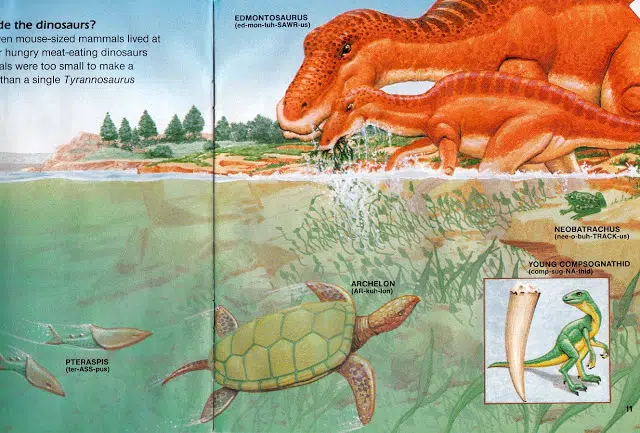 de the dinosaurs?
en mouse-sized mammals lived at
r hungry meat-eating dinosaurs
als were too small to make a
than a single Tyrannosaurus
EDMONTOSAURUS
(ed-mon-tuh-SAWR-us)
NEOBATRACHUS
(nee-o-buh-TRACK-us)
YOUNG COMPSOGNATHID
(comp-sug-NA-thid)
ARCHELON
(AR-kuh-lon)
PTERASPIS
(ter-ASS-pus)
11